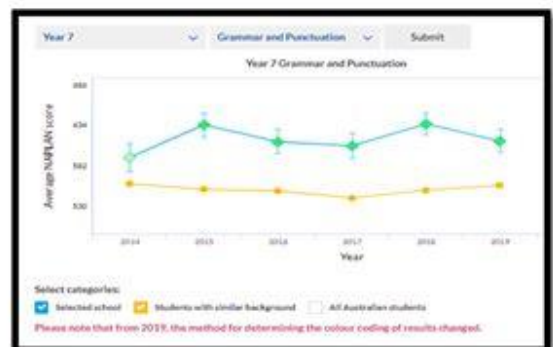 Year 7 Grammar and Punctuation Submit
Year 7 Grammar and Punctuation
Average NAPLAN score
530
2014 2015 2016 2017 2018 2019
Year
Select categories:
Selected school Students with similar background All Australian students
Please note that from 2019, the method for determining the colour coding of results changed.